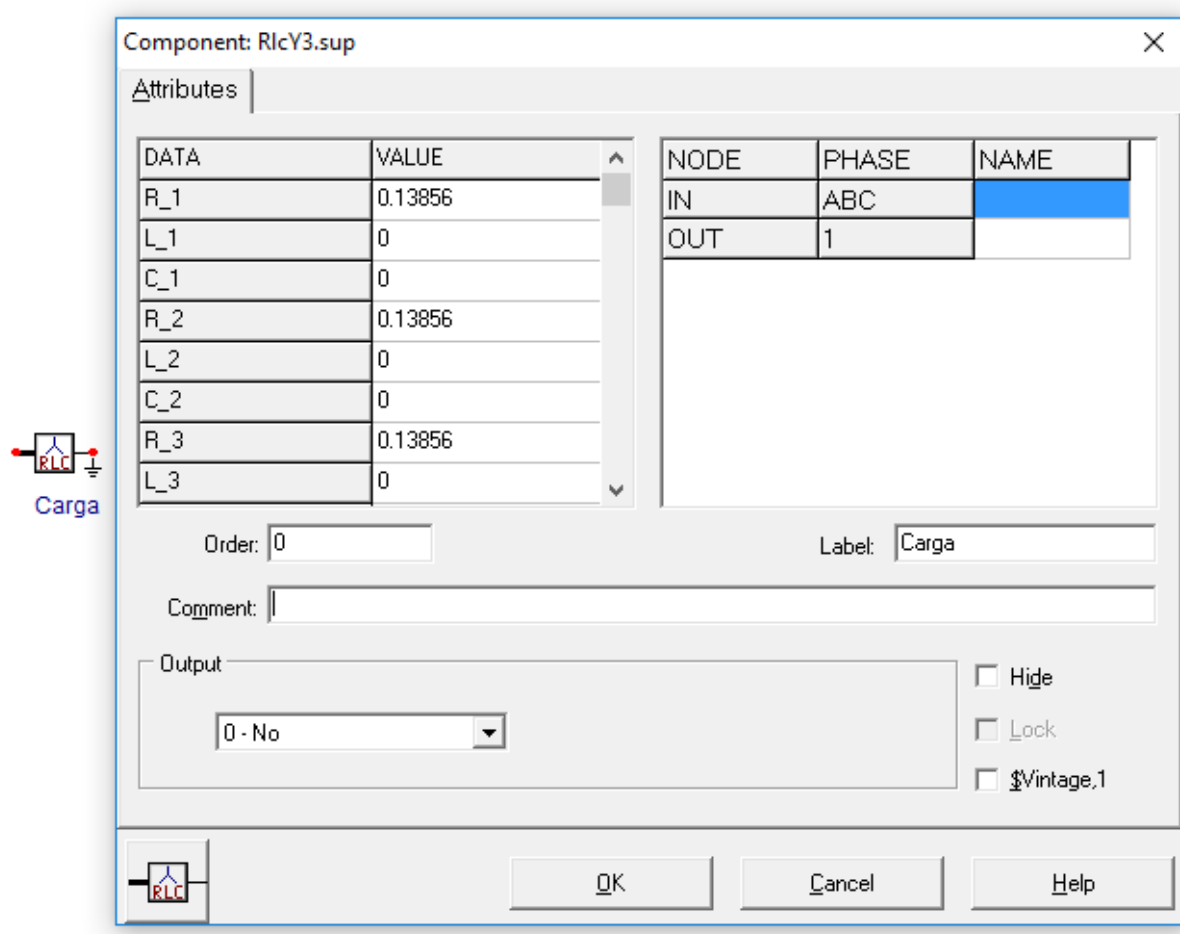 Component: RlcY3.sup
Attributes
DATA VALUE
R_1 0.13856
L_1 0
C_1 0
R_2 0.13856
L_2 0
C_2 0
R_3 0.13856
L_3 0
NODE PHASE NAME
IN ABC
OUT 1
RLC
Carga
Order: 0
Label: Carga
Comment:
Output
0 - No
Hide
Lock
$Vintage,1
RLC
OK
Cancel
Help